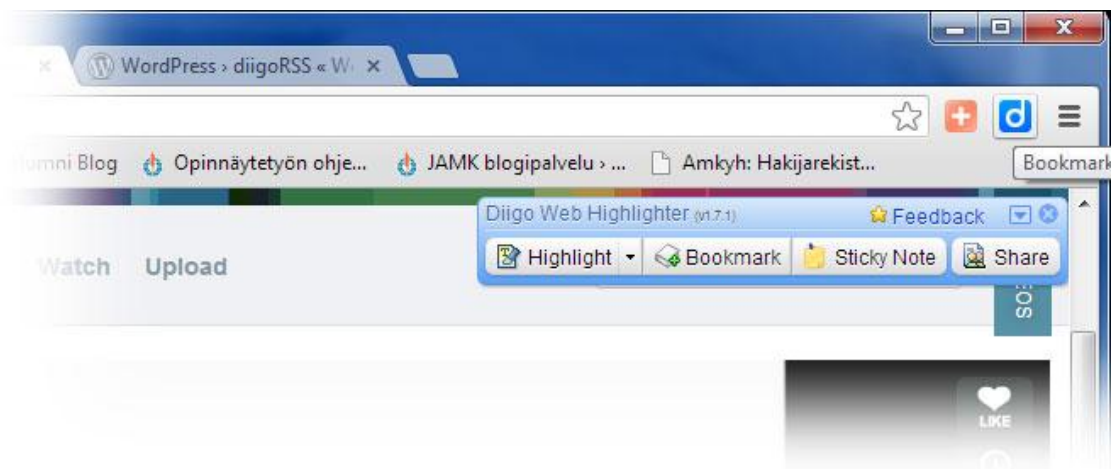 WordPress › diigoRSS « W
Blog Opinnäytetyön ohje... JAMK blogipalvelu › ... Amkyh: Hakijarekist... Bookmark
Diigo Web Highlighter (v1.7.1) Feedback
Highlight Bookmark Sticky Note Share
Watch Upload
LIKE